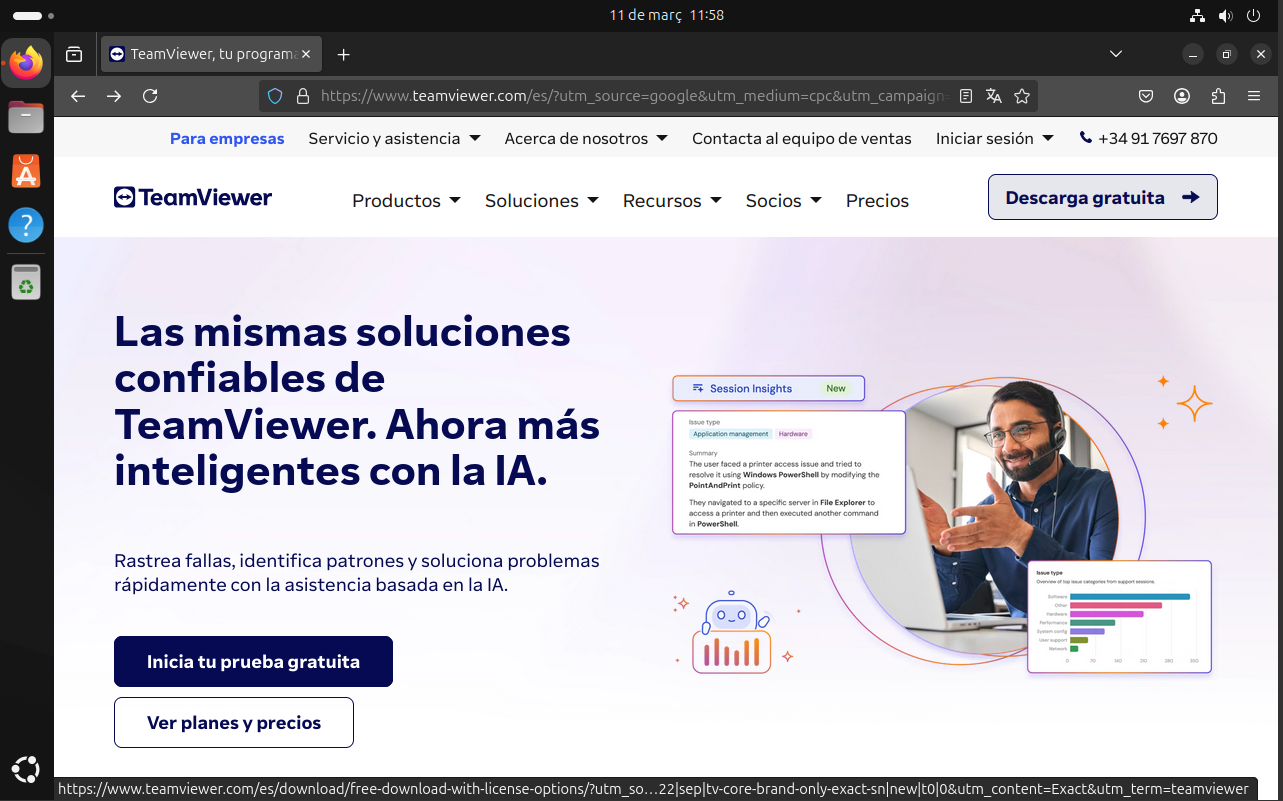 11 de març 11:58
TeamViewer, tu programa
https://www.teamviewer.com/es/?utm_source=google&utm_medium=cpc&utm_campaign=
Para empresas Servicio y asistencia Acerca de nosotros Contacta al equipo de ventas Iniciar sesión +34 91 7697 870
TeamViewer Productos Soluciones Recursos Socios Precios Descarga gratuita
Las mismas soluciones
confiables de
TeamViewer. Ahora más
inteligentes con la IA.
Rastrea fallas, identifica patrones y soluciona problemas
rápidamente con la asistencia basada en la IA.
Inicia tu prueba gratuita
Ver planes y precios
Session Insights New
Issue type
Application management Hardware
Summary
The user faced a printer access issue and tried to
resolve it using Windows PowerShell by modifying the
PointAndPrint policy.
They navigated to a specific server in File Explorer to
access a printer and then executed another command
in PowerShell.
Issue type
Overview of top issue categories from support sessions.
Software
Other
Hardware
Performance
System config
User support
Network
https://www.teamviewer.com/es/download/free-download-with-license-options/?utm_so…22|sep|tv-core-brand-only-exact-sn|new|t0|0&utm_content=Exact&utm_term=teamviewer